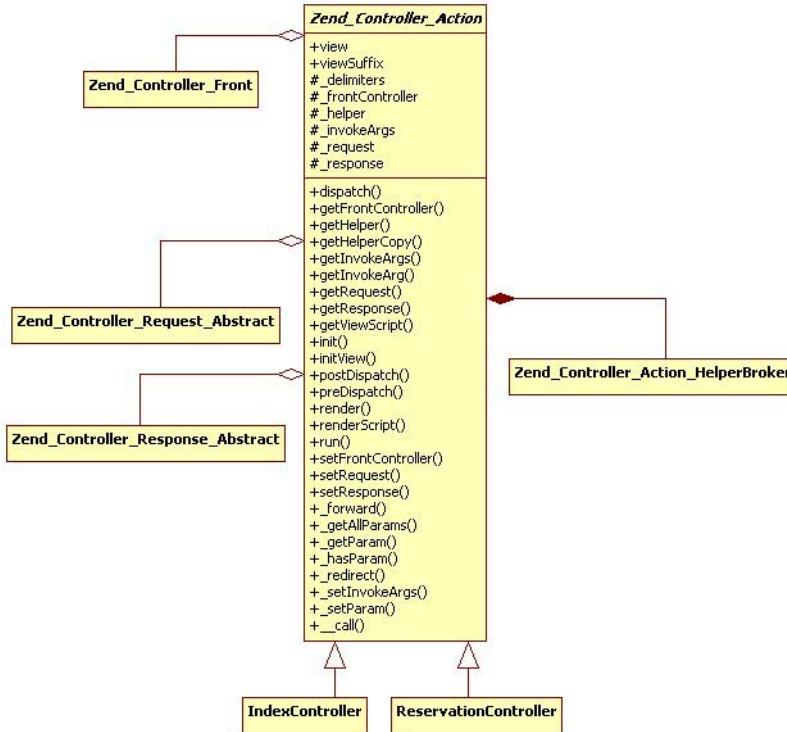 Zend_Controller_Action
+view
+viewSuffix
#_delimiters
#_frontController
#_helper
#_invokeArgs
#_request
#_response
+dispatch()
+getFrontController()
+getHelper()
+getHelperCopy()
+getInvokeArgs()
+getInvokeArg()
+getRequest()
+getResponse()
+getViewScript()
+init()
+initView()
+postDispatch()
+preDispatch()
+render()
+renderScript()
+run()
+setFrontController()
+setRequest()
+setResponse()
+_forward()
+_getAllParams()
+_getParam()
+_hasParam()
+_redirect()
+_setInvokeArgs()
+_setParam()
+__call()
Zend_Controller_Front
Zend_Controller_Request_Abstract
Zend_Controller_Response_Abstract
Zend_Controller_Action_HelperBroker
IndexController
ReservationController